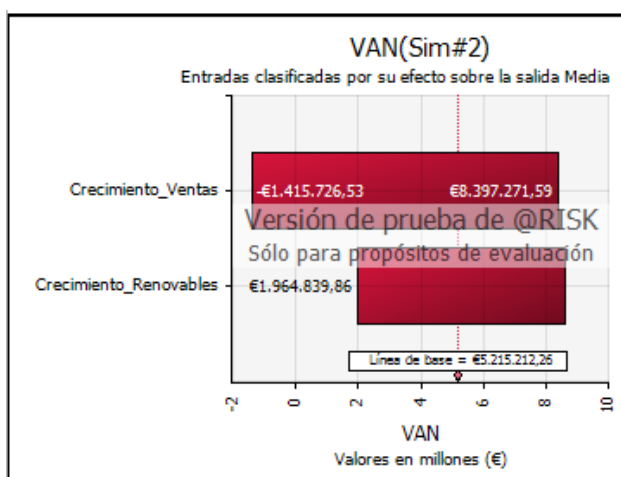 VAN(Sim#2)
Entradas clasificadas por su efecto sobre la salida Media
Crecimiento_Ventas
-€1.415.726,53
€8.397.271,59
Versión de prueba de @RISK
Sólo para propósitos de evaluación
Crecimiento_Renovables
€1.964.839,86
Línea de base = €5.215.212,26
-2
0
2
4
6
8
10
VAN
Valores en millones (€)